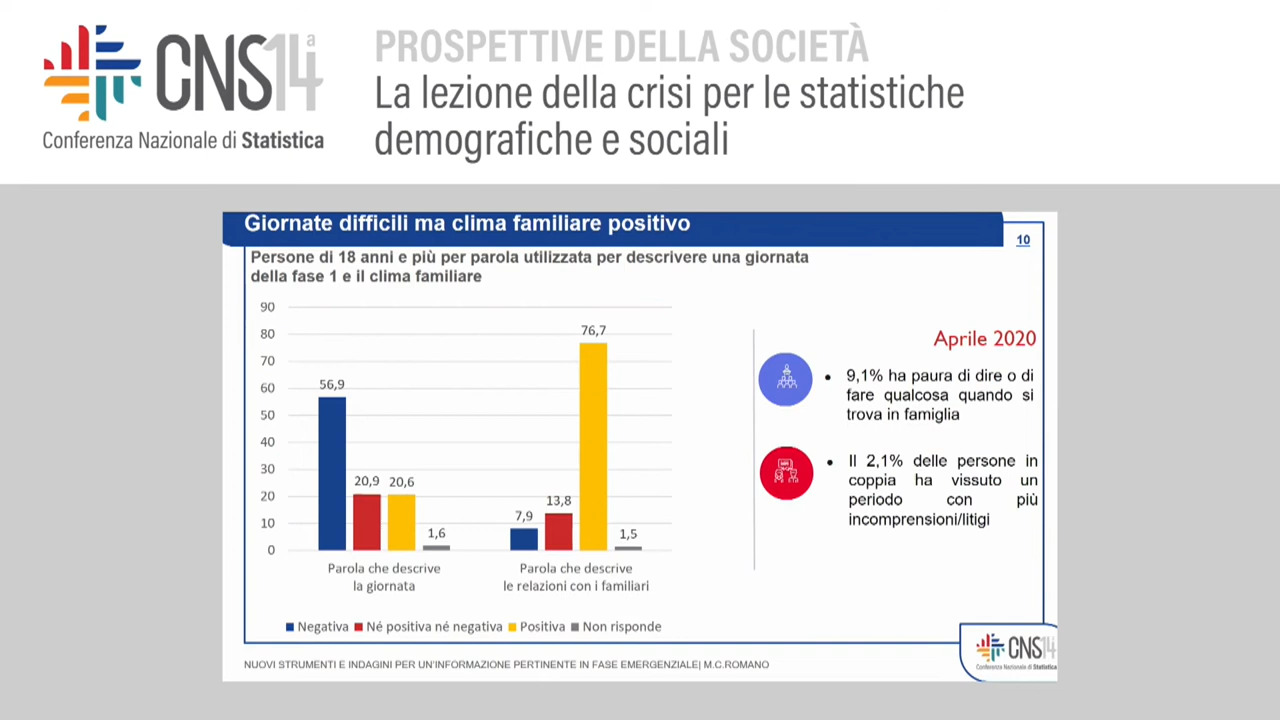 CNS14ª
Conferenza Nazionale di Statistica
PROSPETTIVE DELLA SOCIETÀ
La lezione della crisi per le statistiche
demografiche e sociali
Giornate difficili ma clima familiare positivo
10
Persone di 18 anni e più per parola utilizzata per descrivere una giornata
della fase 1 e il clima familiare
90
80
70
60
50
40
30
20
10
0
56,9
20,9
20,6
1,6
7,9
13,8
76,7
1,5
Parola che descrive
la giornata
Parola che descrive
le relazioni con i familiari
Negativa
Né positiva né negativa
Positiva
Non risponde
Aprile 2020
• 9,1% ha paura di dire o di
fare qualcosa quando si
trova in famiglia
• Il 2,1% delle persone in
coppia ha vissuto un
periodo con più
incomprensioni/litigi
NUOVI STRUMENTI E INDAGINI PER UN'INFORMAZIONE PERTINENTE IN FASE EMERGENZIALE| M.C.ROMANO
CNS14
Conferenza Nazionale di Statistica